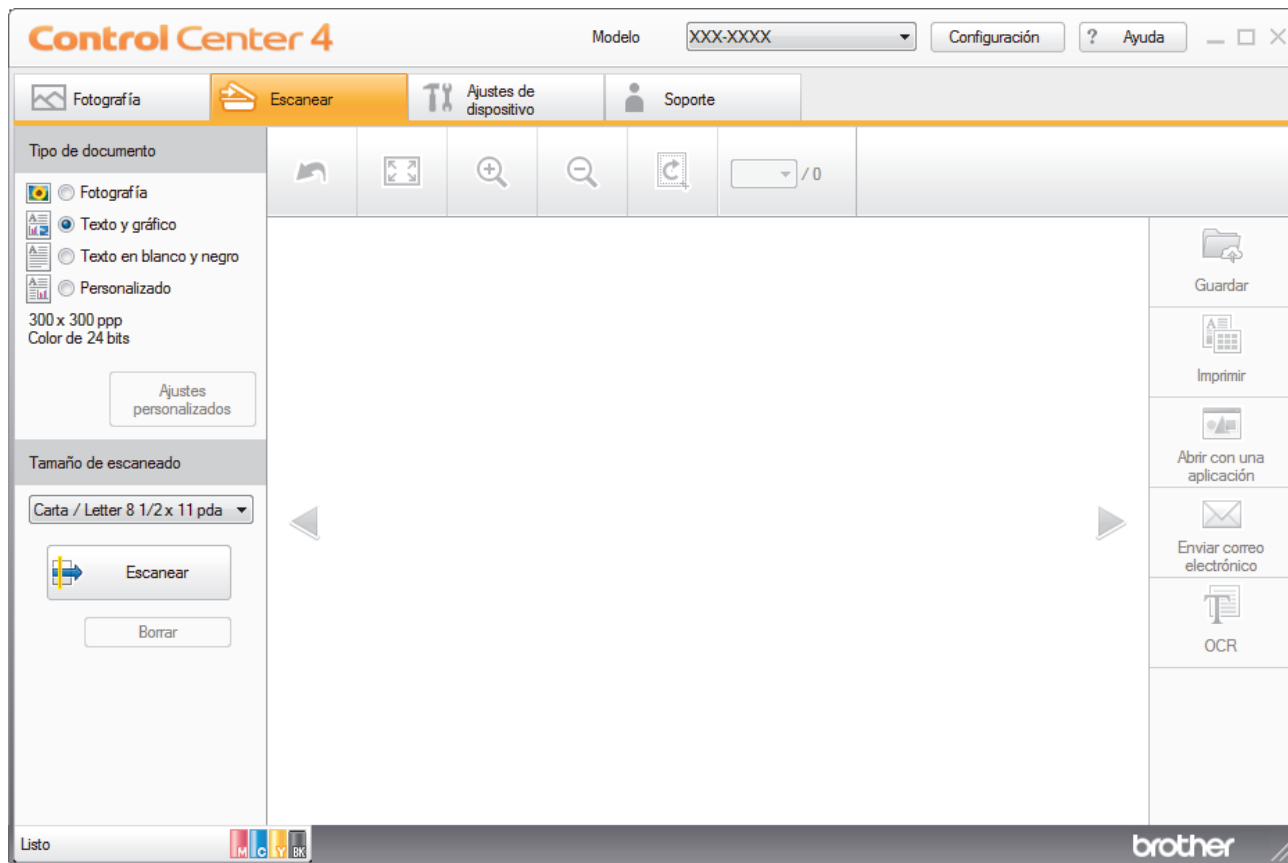 Control Center 4
Modelo
XXX-XXXX
Configuración
? Ayuda
Fotografía
Escanear
Ajustes de
dispositivo
Soporte
Tipo de documento
Fotografía
Texto y gráfico
Texto en blanco y negro
Personalizado
300 x 300 ppp
Color de 24 bits
Ajustes
personalizados
Tamaño de escaneado
Carta / Letter 8 1/2 x 11 pda
Escanear
Borrar
/ 0
Guardar
Imprimir
Abrir con una
aplicación
Enviar correo
electrónico
OCR
Listo
M C Y BK
brother